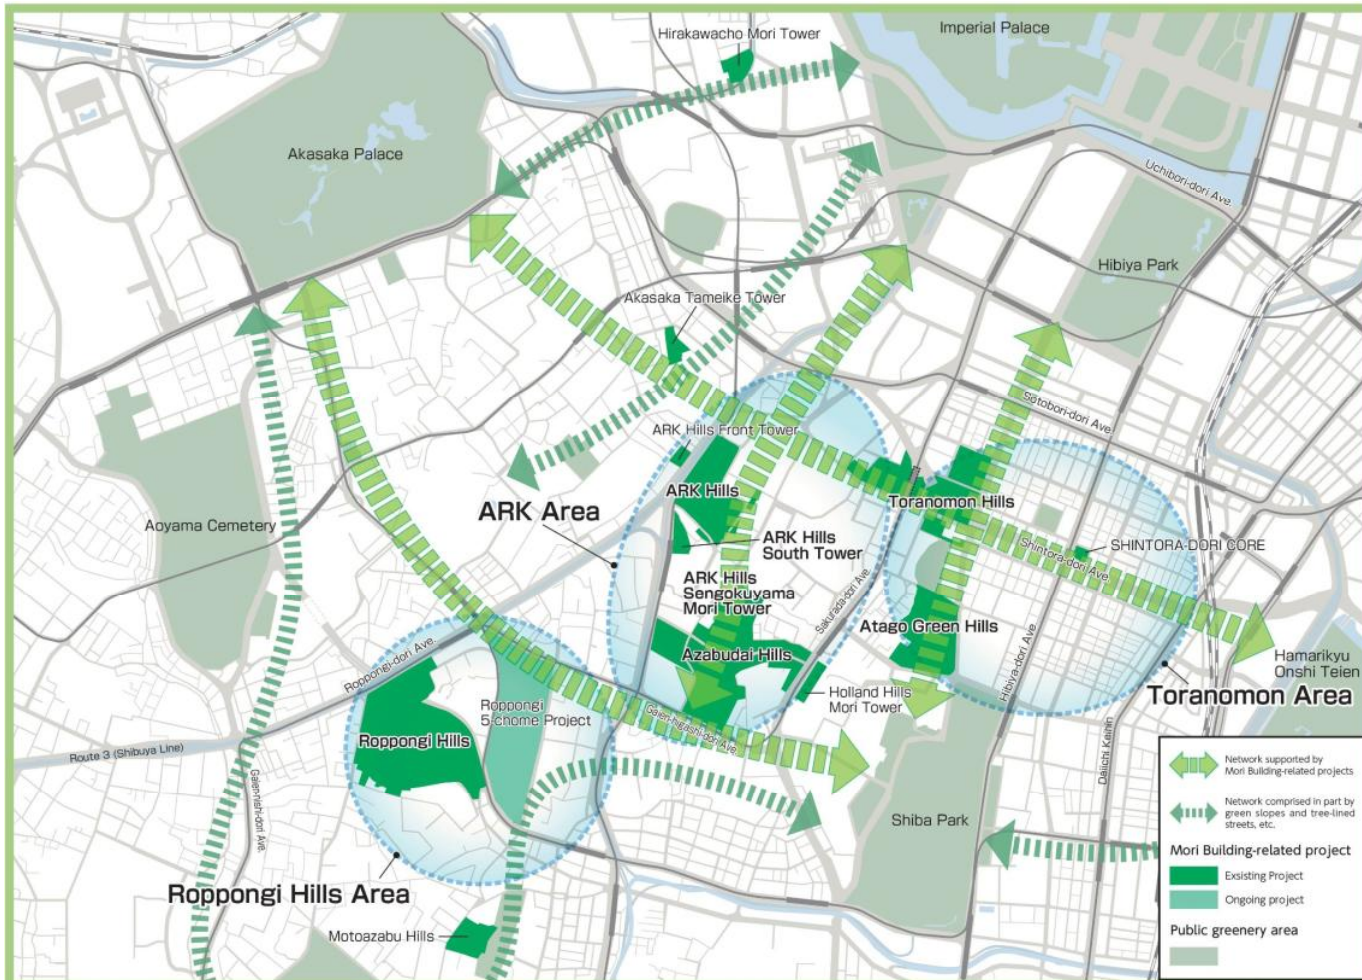 Hirakawacho Mori Tower
Imperial Palace
Akasaka Palace
Uchibori-dori Ave.
Hibiya Park
Akasaka Tameike Tower
Sotobori-dori Ave.
ARK Hills Front Tower
ARK Hills
Toranomon Hills
ARK Area
Aoyama Cemetery
ARK Hills
South Tower
SHINTORA-DORI CORE
Shintora-dori Ave.
ARK Hills
Sengokuyama
Mori Tower
Sakurada-dori Ave.
Atago Green Hills
Azabudai Hills
Hibiya-dori Ave.
Hamarikyu
Onshi Teien
Toranomon Area
Roppongi-dori Ave.
Holland Hills
Mori Tower
Roppongi
5-chome Project
Gaien-higashi-dori Ave.
Roppongi Hills
Route 3 (Shibuya Line)
Gaien-nishi-dori Ave.
Daiichi Keihin
Shiba Park
Roppongi Hills Area
Motoazabu Hills
Network supported by
Mori Building-related projects
Network comprised in part by
green slopes and tree-lined
streets, etc.
Mori Building-related project
Exsisting Project
Ongoing project
Public greenery area